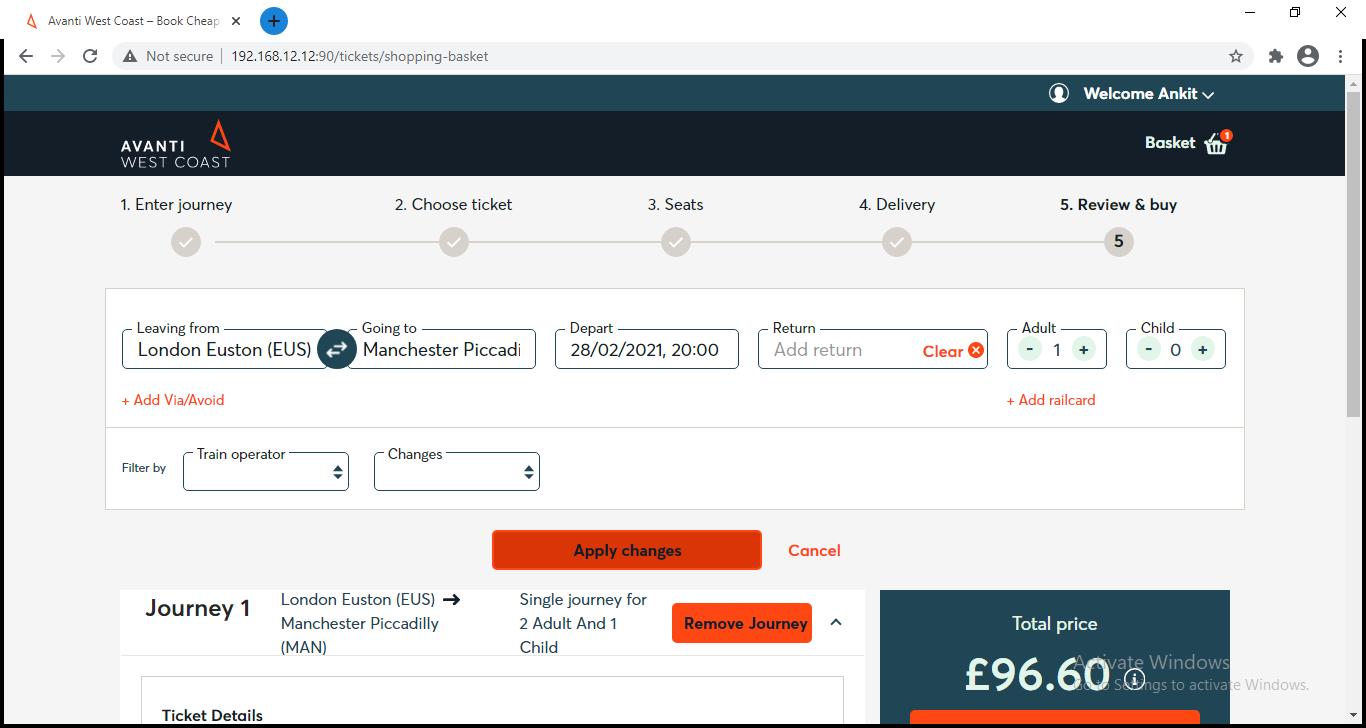 Avanti West Coast – Book Cheap
Not secure
192.168.12.12:90/tickets/shopping-basket
Welcome Ankit
AVANTI
WEST COAST
Basket 1
1. Enter journey 2. Choose ticket 3. Seats 4. Delivery 5. Review & buy
5
Leaving from Going to Depart Return Adult Child
London Euston (EUS) Manchester Piccadi 28/02/2021, 20:00 Add return Clear - 1 + - 0 +
+ Add Via/Avoid + Add railcard
Filter by Train operator Changes
Apply changes Cancel
Journey 1
London Euston (EUS) →
Manchester Piccadilly
(MAN)
Single journey for
2 Adult And 1
Child
Remove Journey
Total price
£96.60
Ticket Details
Activate Windows
Go to Settings to activate Windows.